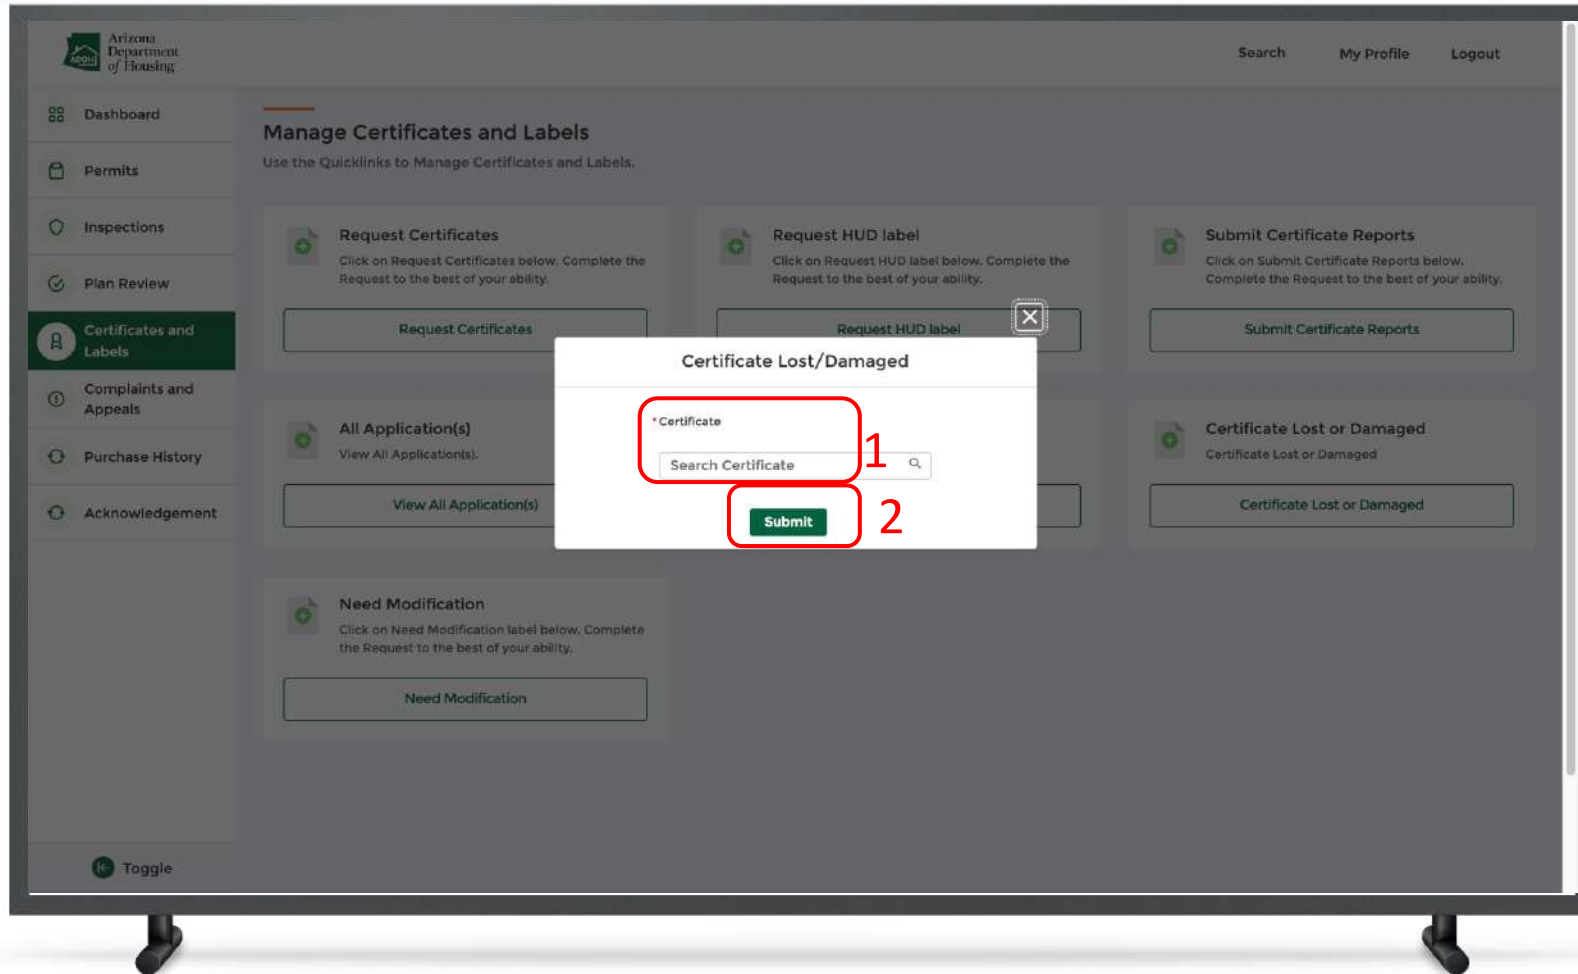 Arizona
Department
of Housing
ADOH
Search
My Profile
Logout
Dashboard
Permits
Inspections
Plan Review
Certificates and
Labels
Complaints and
Appeals
Purchase History
Acknowledgement
Toggle
Manage Certificates and Labels
Use the Quicklinks to Manage Certificates and Labels.
Request Certificates
Click on Request Certificates below. Complete the
Request to the best of your ability.
Request Certificates
Request HUD label
Click on Request HUD label below. Complete the
Request to the best of your ability.
Request HUD label
Submit Certificate Reports
Click on Submit Certificate Reports below.
Complete the Request to the best of your ability.
Submit Certificate Reports
Certificate Lost/Damaged
*Certificate
Search Certificate
1
Submit
2
All Application(s)
View All Application(s).
View All Application(s)
Certificate Lost or Damaged
Certificate Lost or Damaged
Certificate Lost or Damaged
Need Modification
Click on Need Modification label below. Complete
the Request to the best of your ability.
Need Modification